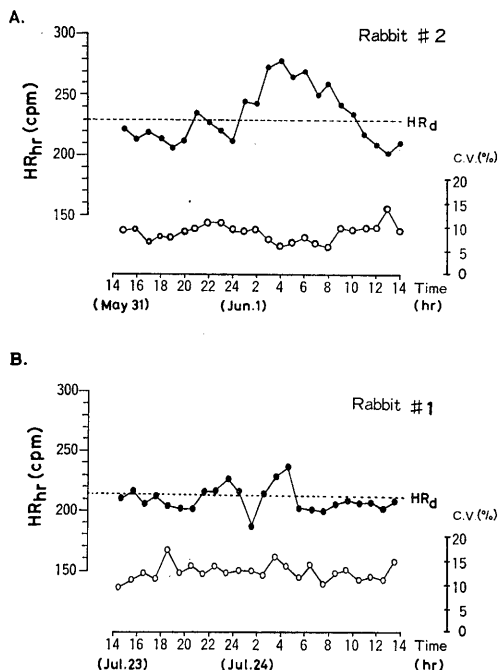 A.
Rabbit # 2
300
250
200
150
HRhr (cpm)
HRd
C.V.(%)
20
15
10
5
0
14 16 18 20 22 24 2 4 6 8 10 12 14 Time
(May 31) (Jun.1) (hr)
B.
Rabbit #1
300
250
200
150
HRhr (cpm)
HRd
C.V.(%)
20
15
10
5
0
14 16 18 20 22 24 2 4 6 8 10 12 14 Time
(Jul.23) (Jul.24) (hr)